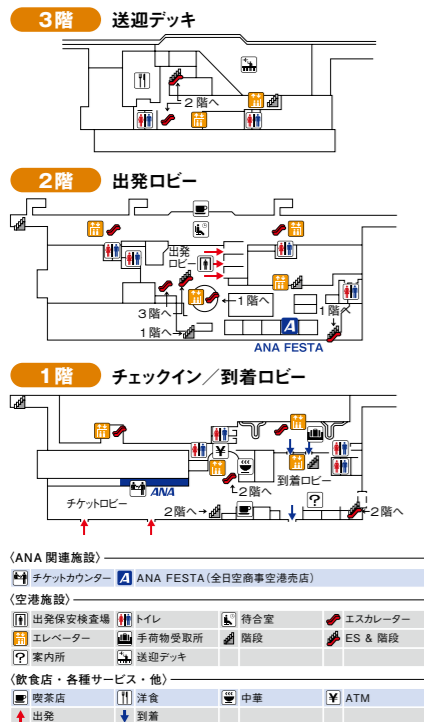 3階 送迎デッキ
2階へ
2階 出発ロビー
出発
ロビー
1階へ
3階へ
1階へ
1階へ
A
ANA FESTA
1階 チェックイン／到着ロビー
¥
ANA
到着ロビー
2階へ
チケットロビー
?
2階へ→
2階へ
〈ANA 関連施設〉
チケットカウンター A ANA FESTA（全日空商事空港売店）
〈空港施設〉
出発保安検査場 トイレ 待合室 エスカレーター
エレベーター 手荷物受取所 階段 ES & 階段
? 案内所 送迎デッキ
〈飲食店・各種サービス・他〉
喫茶店 洋食 中華 ¥ ATM
出発 到着